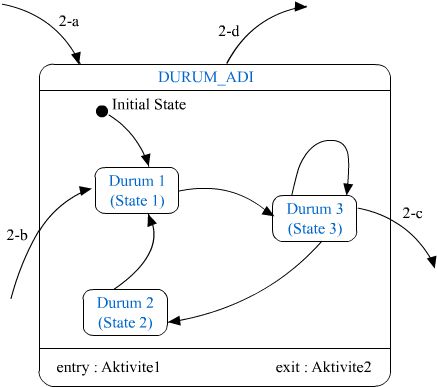 2-a
2-d
DURUM_ADI
Initial State
Durum 1
(State 1)
Durum 3
(State 3)
2-b
2-c
Durum 2
(State 2)
entry : Aktivite1
exit : Aktivite2